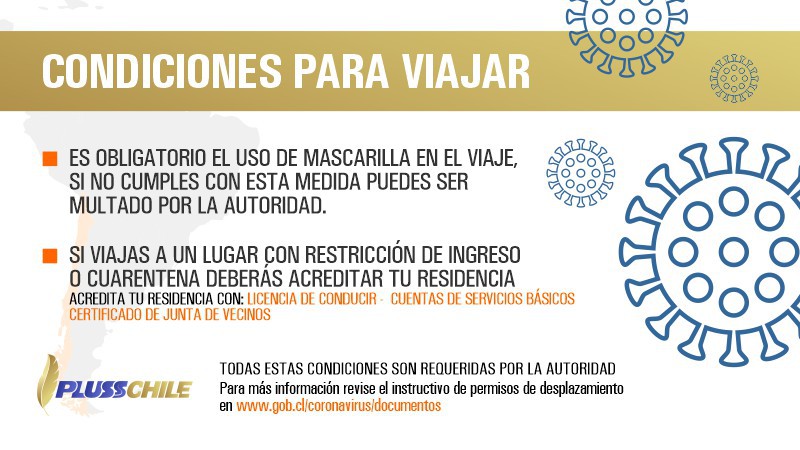 CONDICIONES PARA VIAJAR
ES OBLIGATORIO EL USO DE MASCARILLA EN EL VIAJE,
SI NO CUMPLES CON ESTA MEDIDA PUEDES SER
MULTADO POR LA AUTORIDAD.
SI VIAJAS A UN LUGAR CON RESTRICCIÓN DE INGRESO
O CUARENTENA DEBERÁS ACREDITAR TU RESIDENCIA
ACREDITA TU RESIDENCIA CON: LICENCIA DE CONDUCIR - CUENTAS DE SERVICIOS BÁSICOS
CERTIFICADO DE JUNTA DE VECINOS
PLUSSCHILE
TODAS ESTAS CONDICIONES SON REQUERIDAS POR LA AUTORIDAD
Para más información revise el instructivo de permisos de desplazamiento
en www.gob.cl/coronavirus/documentos